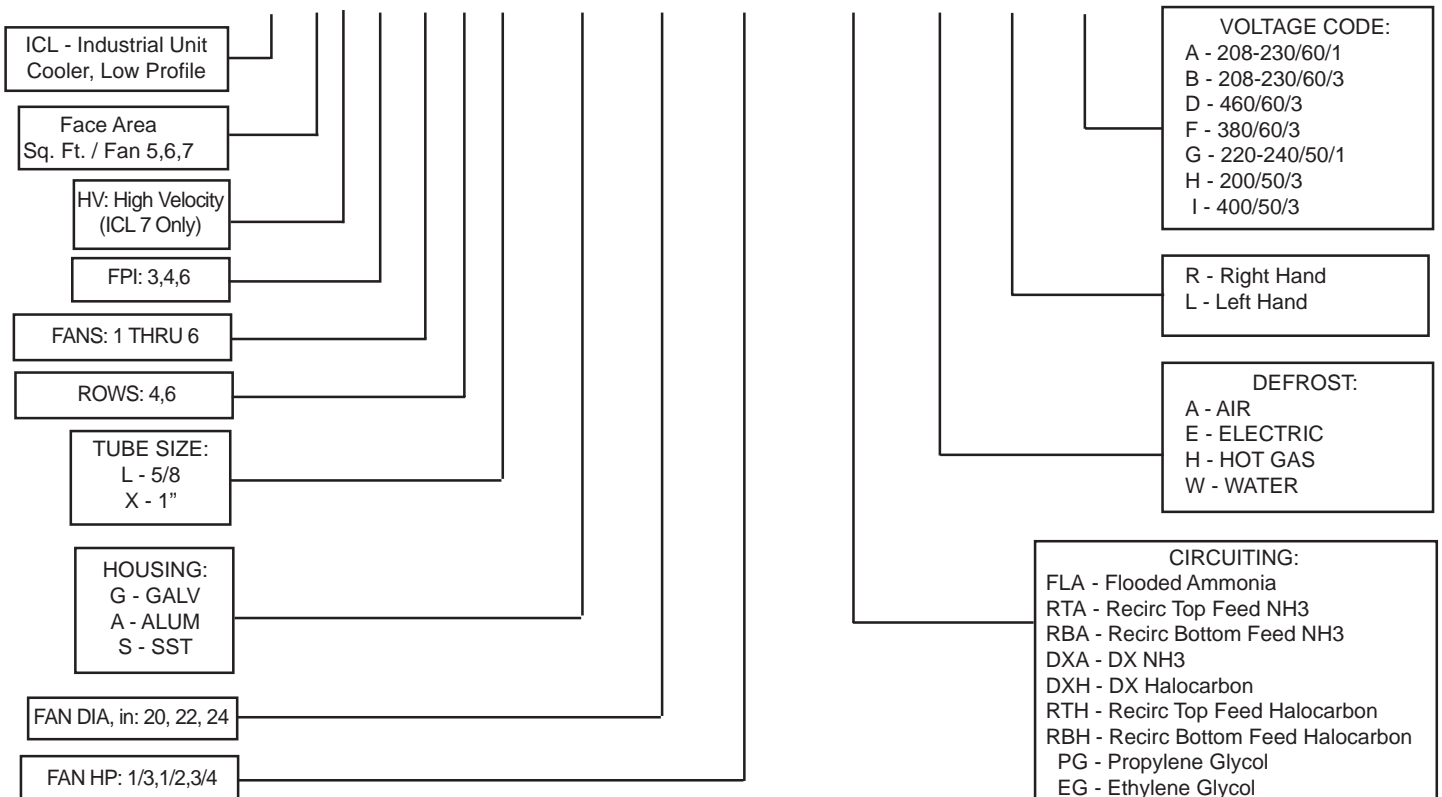 ICL - Industrial Unit
Cooler, Low Profile
Face Area
Sq. Ft. / Fan 5,6,7
HV: High Velocity
(ICL 7 Only)
FPI: 3,4,6
FANS: 1 THRU 6
ROWS: 4,6
TUBE SIZE:
L - 5/8
X - 1”
HOUSING:
G - GALV
A - ALUM
S - SST
FAN DIA, in: 20, 22, 24
FAN HP: 1/3,1/2,3/4
VOLTAGE CODE:
A - 208-230/60/1
B - 208-230/60/3
D - 460/60/3
F - 380/60/3
G - 220-240/50/1
H - 200/50/3
I - 400/50/3
R - Right Hand
L - Left Hand
DEFROST:
A - AIR
E - ELECTRIC
H - HOT GAS
W - WATER
CIRCUITING:
FLA - Flooded Ammonia
RTA - Recirc Top Feed NH3
RBA - Recirc Bottom Feed NH3
DXA - DX NH3
DXH - DX Halocarbon
RTH - Recirc Top Feed Halocarbon
RBH - Recirc Bottom Feed Halocarbon
PG - Propylene Glycol
EG - Ethylene Glycol